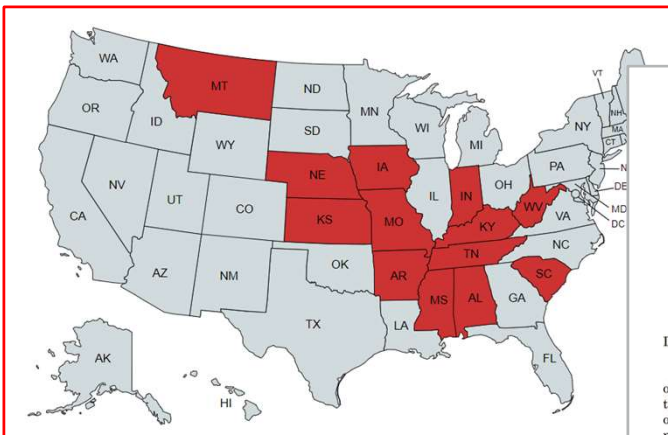 WA
MT
ND
MN
VT
OR
ID
SD
WI
MI
NY
NH
MA
CT
WY
IA
PA
N
NE
NV
UT
CO
IL
IN
OH
DE
MD
DC
WV
VA
CA
KS
MO
KY
NC
TN
AZ
NM
OK
AR
SC
MS
AL
GA
TX
LA
FL
AK
HI
I
o
t
o